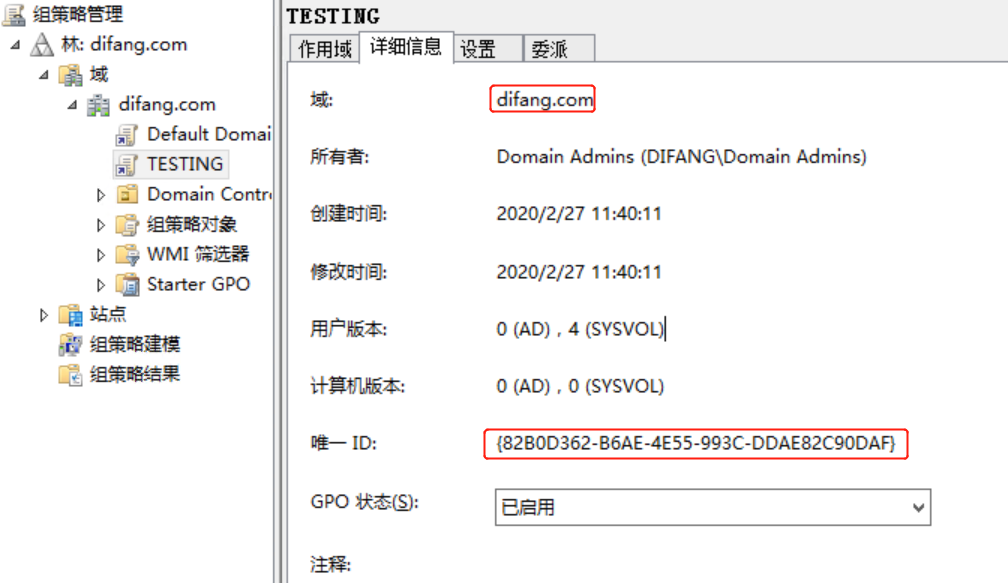 组策略管理
林: difang.com
域
difang.com
Default Domai
TESTING
Domain Contr
组策略对象
WMI 筛选器
Starter GPO
站点
组策略建模
组策略结果
TESTING
作用域 详细信息 设置 委派
域: difang.com
所有者: Domain Admins (DIFANG\Domain Admins)
创建时间: 2020/2/27 11:40:11
修改时间: 2020/2/27 11:40:11
用户版本: 0 (AD) , 4 (SYSVOL)
计算机版本: 0 (AD) , 0 (SYSVOL)
唯一 ID: {82B0D362-B6AE-4E55-993C-DDAE82C90DAF}
GPO 状态(S): 已启用
注释: